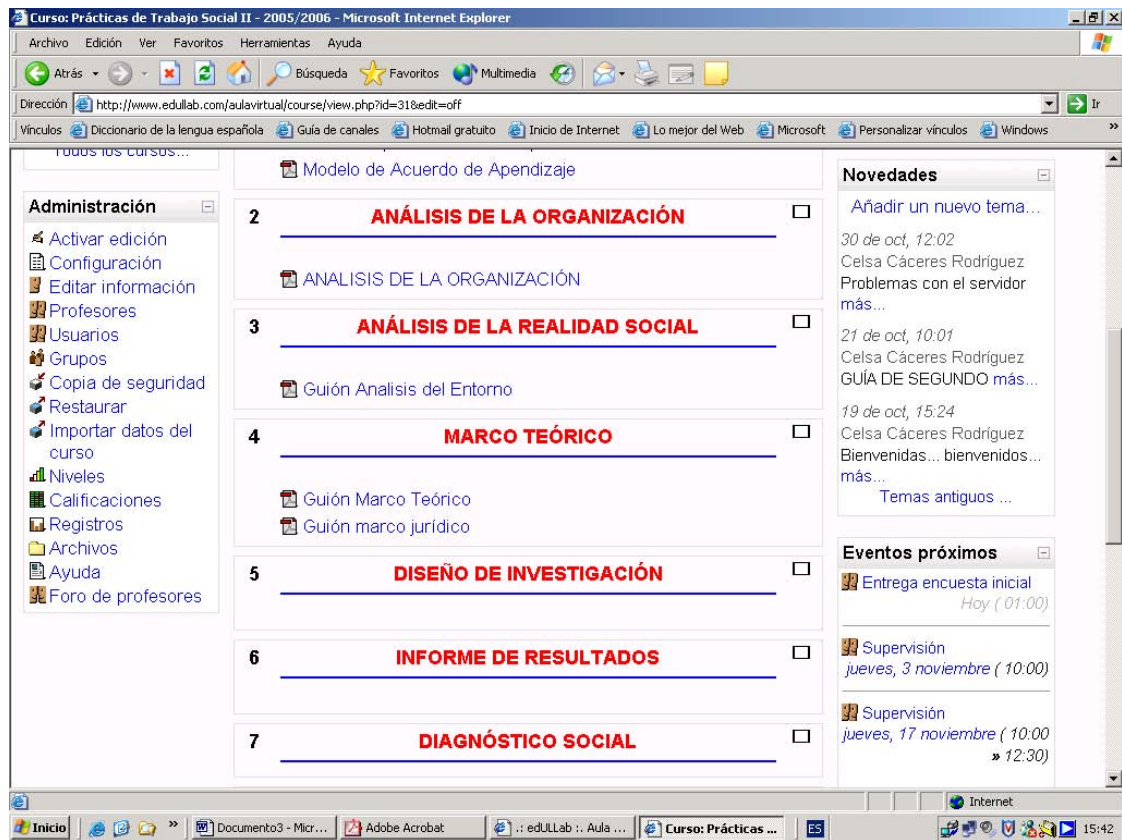 Curso: Prácticas de Trabajo Social II - 2005/2006 - Microsoft Internet Explorer
Archivo Edición Ver Favoritos Herramientas Ayuda
Atrás Búsqueda Favoritos Multimedia
Dirección http://www.edullab.com/aulavirtual/course/view.php?id=31&edit=off Ir
Vínculos Diccionario de la lengua española Guía de canales Hotmail gratuito Inicio de Internet Lo mejor del Web Microsoft Personalizar vínculos Windows »
Todos los cursos...
Administración
Activar edición
Configuración
Editar información
Profesores
Usuarios
Grupos
Copia de seguridad
Restaurar
Importar datos del
curso
Niveles
Calificaciones
Registros
Archivos
Ayuda
Foro de profesores
Modelo de Acuerdo de Apendizaje
2 ANÁLISIS DE LA ORGANIZACIÓN
ANALISIS DE LA ORGANIZACIÓN
3 ANÁLISIS DE LA REALIDAD SOCIAL
Guión Analisis del Entorno
4 MARCO TEÓRICO
Guión Marco Teórico
Guión marco jurídico
5 DISEÑO DE INVESTIGACIÓN
6 INFORME DE RESULTADOS
7 DIAGNÓSTICO SOCIAL
Novedades
Añadir un nuevo tema...
30 de oct, 12:02
Celsa Cáceres Rodríguez
Problemas con el servidor
más...
21 de oct, 10:01
Celsa Cáceres Rodríguez
GUÍA DE SEGUNDO más...
19 de oct, 15:24
Celsa Cáceres Rodríguez
Bienvenidas... bienvenidos...
más...
Temas antiguos ...
Eventos próximos
Entrega encuesta inicial
Hoy ( 01:00)
Supervisión
jueves, 3 noviembre ( 10:00)
Supervisión
jueves, 17 noviembre ( 10:00
» 12:30)
Internet
Inicio » Documento3 - Micr... Adobe Acrobat .: edULLab :. Aula ... Curso: Prácticas ... ES 15:42